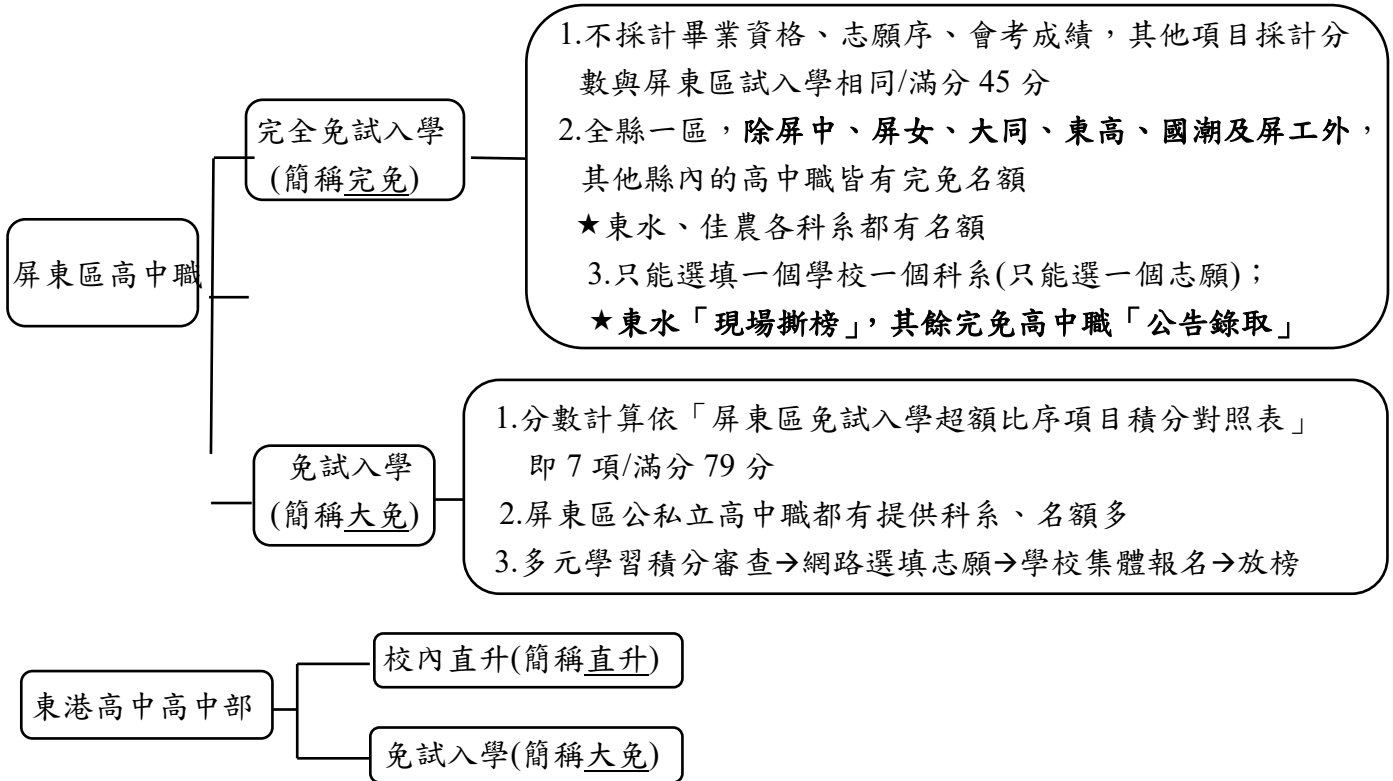 屏東區高中職
完全免試入學
(簡稱完免)
1.不採計畢業資格、志願序、會考成績，其他項目採計分
數與屏東區試入學相同/滿分 45 分
2.全縣一區，除屏中、屏女、大同、東高、國潮及屏工外，
其他縣內的高中職皆有完免名額
★東水、佳農各科系都有名額
3.只能選填一個學校一個科系(只能選一個志願)；
★東水「現場撕榜」，其餘完免高中職「公告錄取」
免試入學
(簡稱大免)
1.分數計算依「屏東區免試入學超額比序項目積分對照表」
即 7 項/滿分 79 分
2.屏東區公私立高中職都有提供科系、名額多
3.多元學習積分審查→網路選填志願→學校集體報名→放榜
東港高中高中部
校內直升(簡稱直升)
免試入學(簡稱大免)